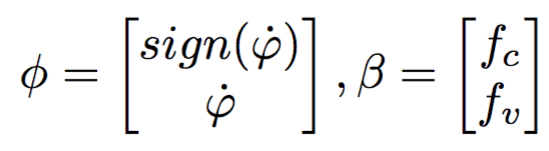 ϕ = [sign(φ̇) φ̇], β = [f_c f_v]